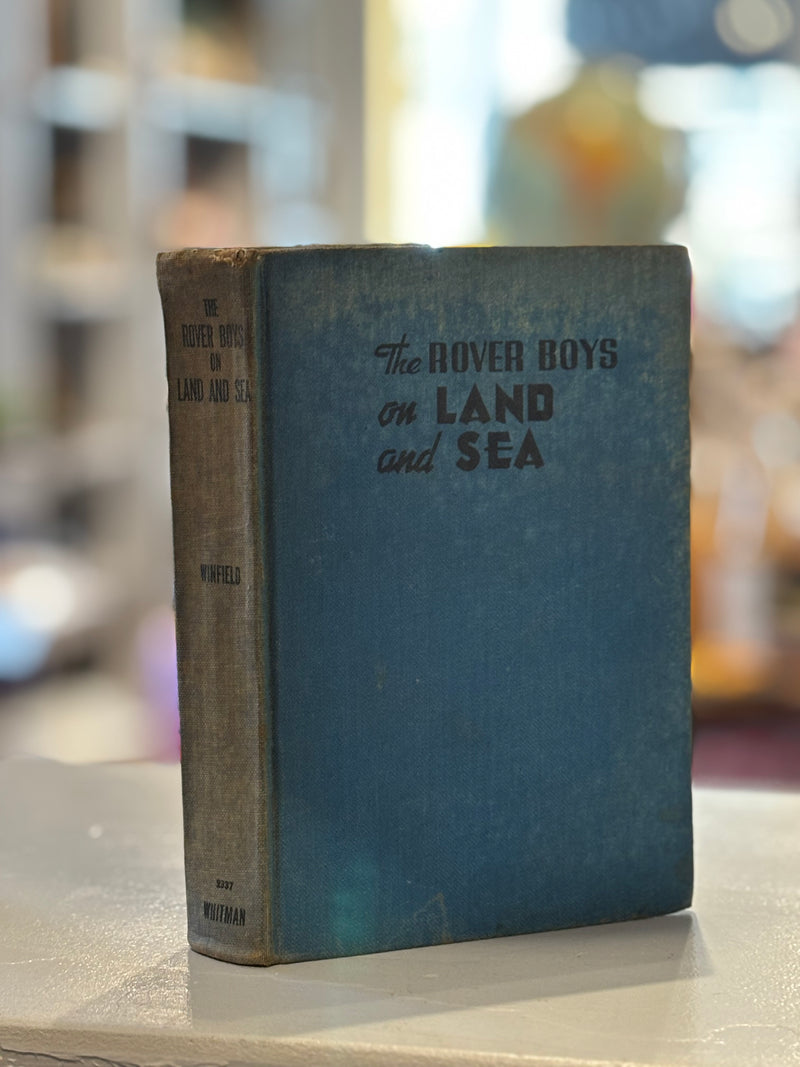 THE
ROVER BOYS
ON
LAND AND SEA
WINFIELD
2337
WHITMAN
The ROVER BOYS
on LAND
and SEA